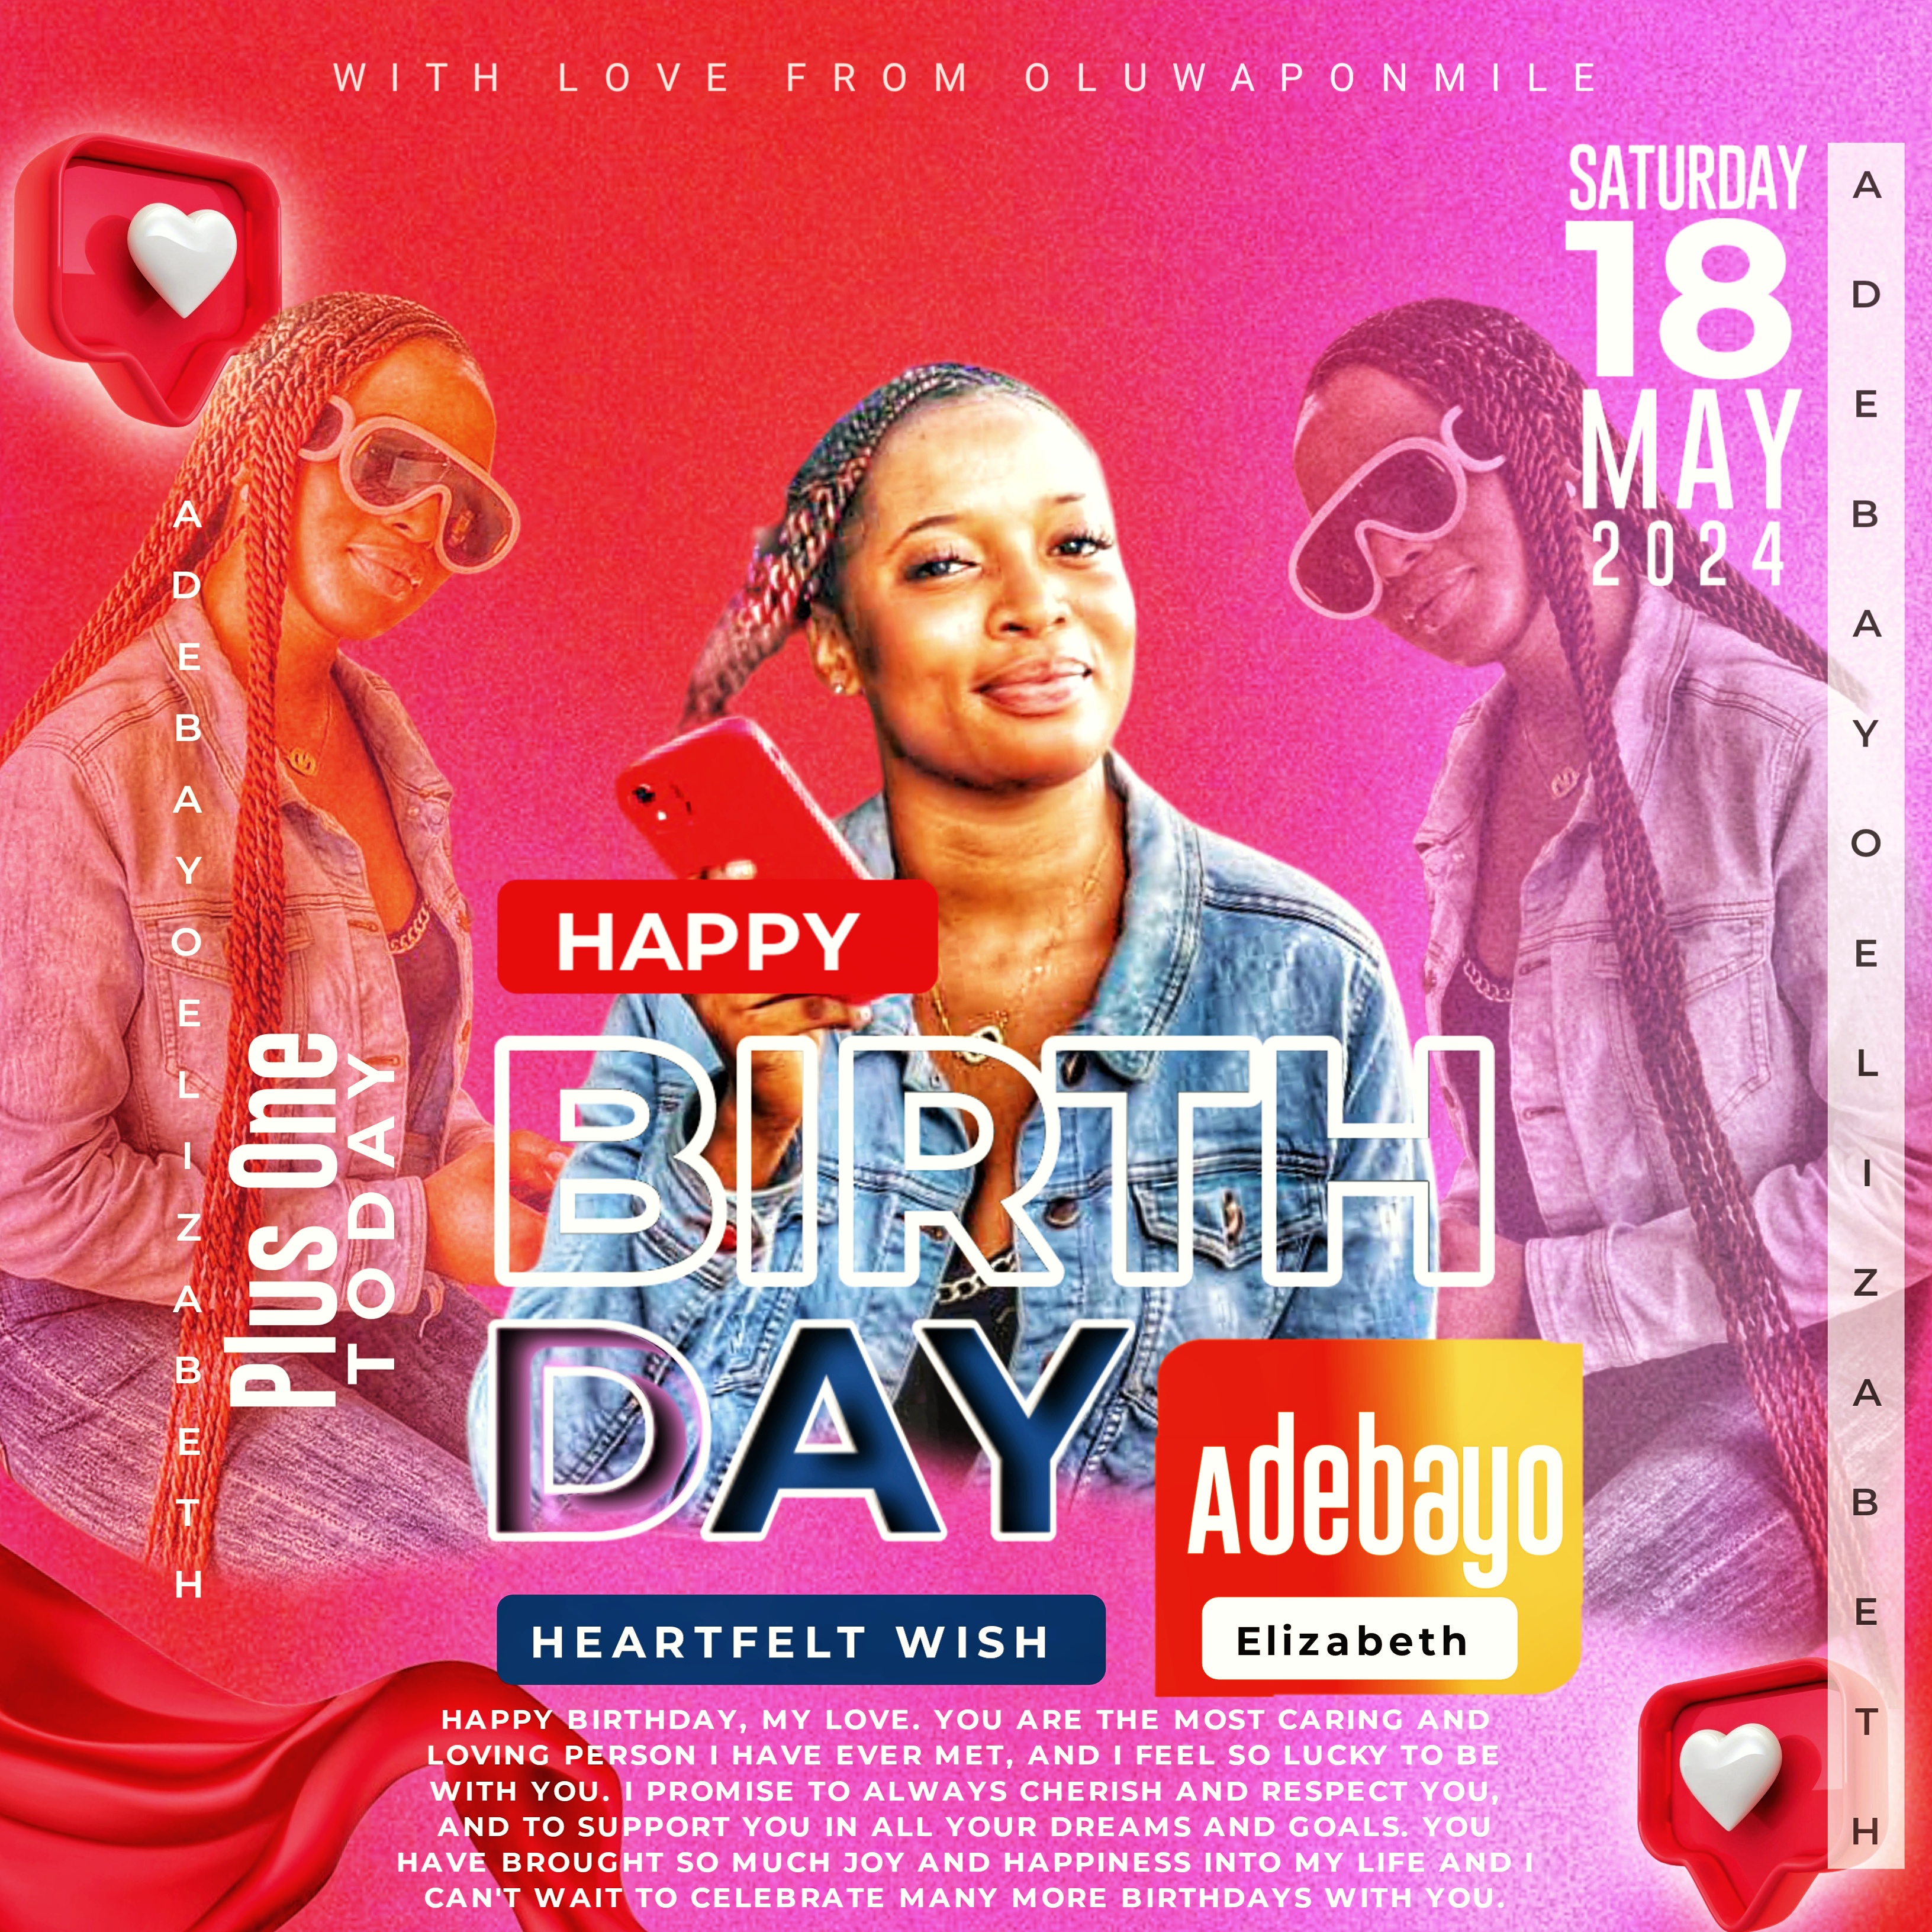 WITH LOVE FROM OLUWAPONMILE
SATURDAY
18
MAY
2024
ADEBAYO ELIZABETH
ADEBAYO ELIZABETH
Plus One
TODAY
HAPPY
BIRTH
DAY
Adebayo
Elizabeth
HEARTFELT WISH
HAPPY BIRTHDAY, MY LOVE. YOU ARE THE MOST CARING AND
LOVING PERSON I HAVE EVER MET, AND I FEEL SO LUCKY TO BE
WITH YOU. I PROMISE TO ALWAYS CHERISH AND RESPECT YOU,
AND TO SUPPORT YOU IN ALL YOUR DREAMS AND GOALS. YOU
HAVE BROUGHT SO MUCH JOY AND HAPPINESS INTO MY LIFE AND I
CAN'T WAIT TO CELEBRATE MANY MORE BIRTHDAYS WITH YOU.